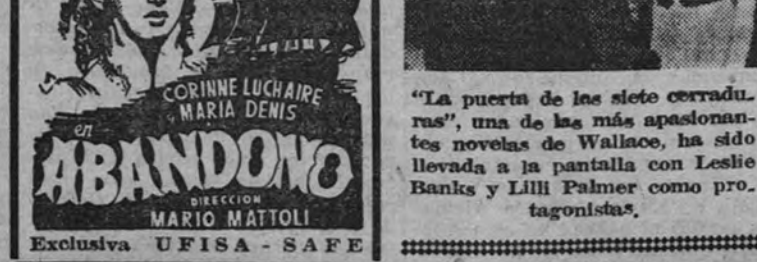 CORINNE LUCHAIRE
MARIA DENIS
en
ABANDONO
DIRECCION
MARIO MATTOLI
Exclusiva UFISA - SAFE
"La puerta de las siete cerradu-
ras", una de las más apasionan-
tes novelas de Wallace, ha sido
llevada a la pantalla con Leslie
Banks y Lilli Palmer como pro-
tagonistas.